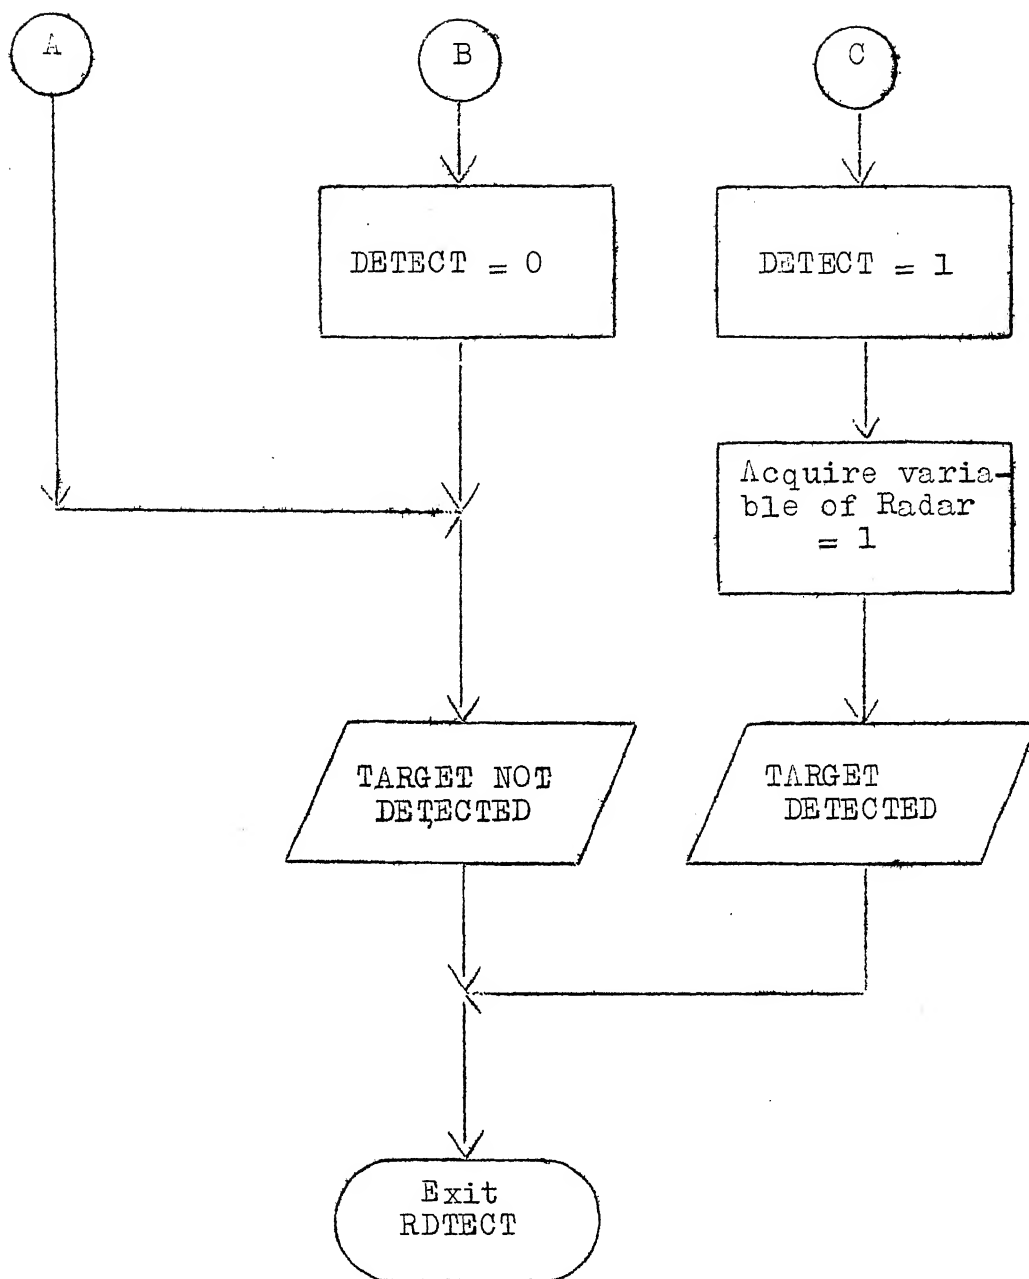 A
B
C
DETECT = 0
DETECT = 1
Acquire varia-
ble of Radar
= 1
TARGET NOT
DETECTED
TARGET
DETECTED
Exit
RDTECT